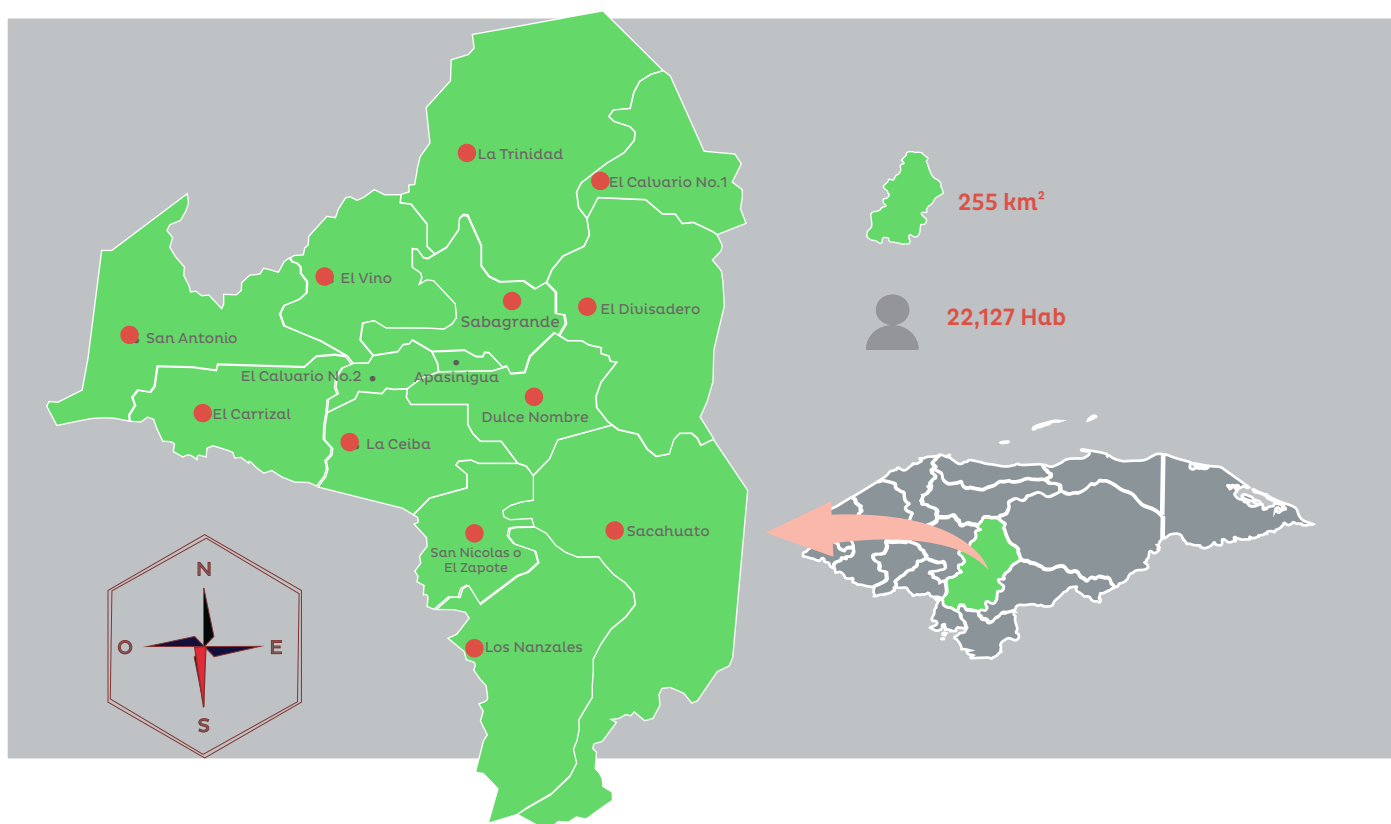 La Trinidad
El Calvario No.1
255 km²
El Vino
Sabagrande
El Divisadero
22,127 Hab
San Antonio
El Calvario No.2
Apasinigua
El Carrizal
Dulce Nombre
La Ceiba
Sacahuato
San Nicolas o
El Zapote
N
O
E
S
Los Nanzales